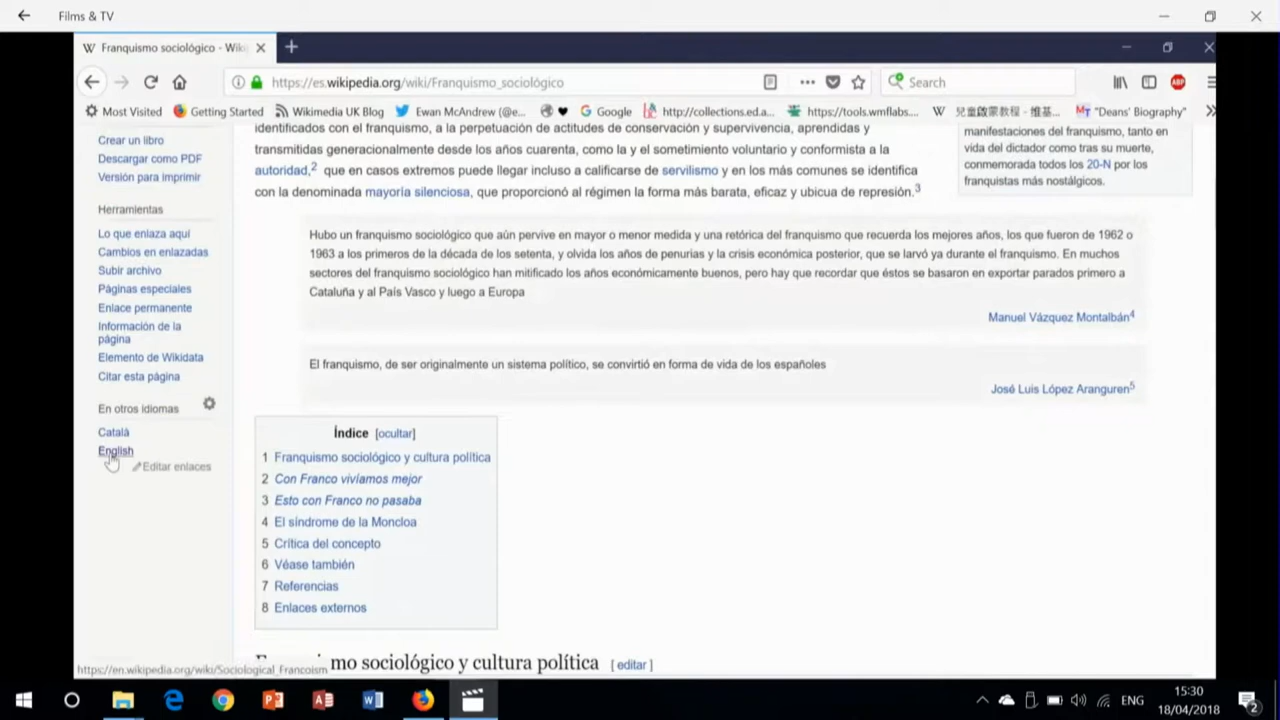 Films & TV
Franquismo sociológico - Wiki
https://es.wikipedia.org/wiki/Franquismo_sociológico
Search
ABP
Most Visited
Getting Started
Wikimedia UK Blog
Ewan McAndrew (@e...
Google
http://collections.ed.a...
https://tools.wmflabs....
兒童啟蒙教程 - 维基...
"Deans' Biography"
Crear un libro
Descargar como PDF
Versión para imprimir
Herramientas
Lo que enlaza aquí
Cambios en enlazadas
Subir archivo
Páginas especiales
Enlace permanente
Información de la
página
Elemento de Wikidata
Citar esta página
En otros idiomas
Català
English
Editar enlaces
identificados con el franquismo, a la perpetuación de actitudes de conservación y supervivencia, aprendidas y
transmitidas generacionalmente desde los años cuarenta, como la y el sometimiento voluntario y conformista a la
autoridad,2 que en casos extremos puede llegar incluso a calificarse de servilismo y en los más comunes se identifica
con la denominada mayoría silenciosa, que proporcionó al régimen la forma más barata, eficaz y ubicua de represión.3
manifestaciones del franquismo, tanto en
vida del dictador como tras su muerte,
conmemorada todos los 20-N por los
franquistas más nostálgicos.
Hubo un franquismo sociológico que aún pervive en mayor o menor medida y una retórica del franquismo que recuerda los mejores años, los que fueron de 1962 o
1963 a los primeros de la década de los setenta, y olvida los años de penurias y la crisis económica posterior, que se larvó ya durante el franquismo. En muchos
sectores del franquismo sociológico han mitificado los años económicamente buenos, pero hay que recordar que éstos se basaron en exportar parados primero a
Cataluña y al País Vasco y luego a Europa
Manuel Vázquez Montalbán4
El franquismo, de ser originalmente un sistema político, se convirtió en forma de vida de los españoles
José Luis López Aranguren5
Índice [ocultar]
1 Franquismo sociológico y cultura política
2 Con Franco vivíamos mejor
3 Esto con Franco no pasaba
4 El síndrome de la Moncloa
5 Crítica del concepto
6 Véase también
7 Referencias
8 Enlaces externos
mo sociológico y cultura política [ editar ]
https://en.wikipedia.org/wiki/Sociological_Francoism
ENG
15:30
18/04/2018
2